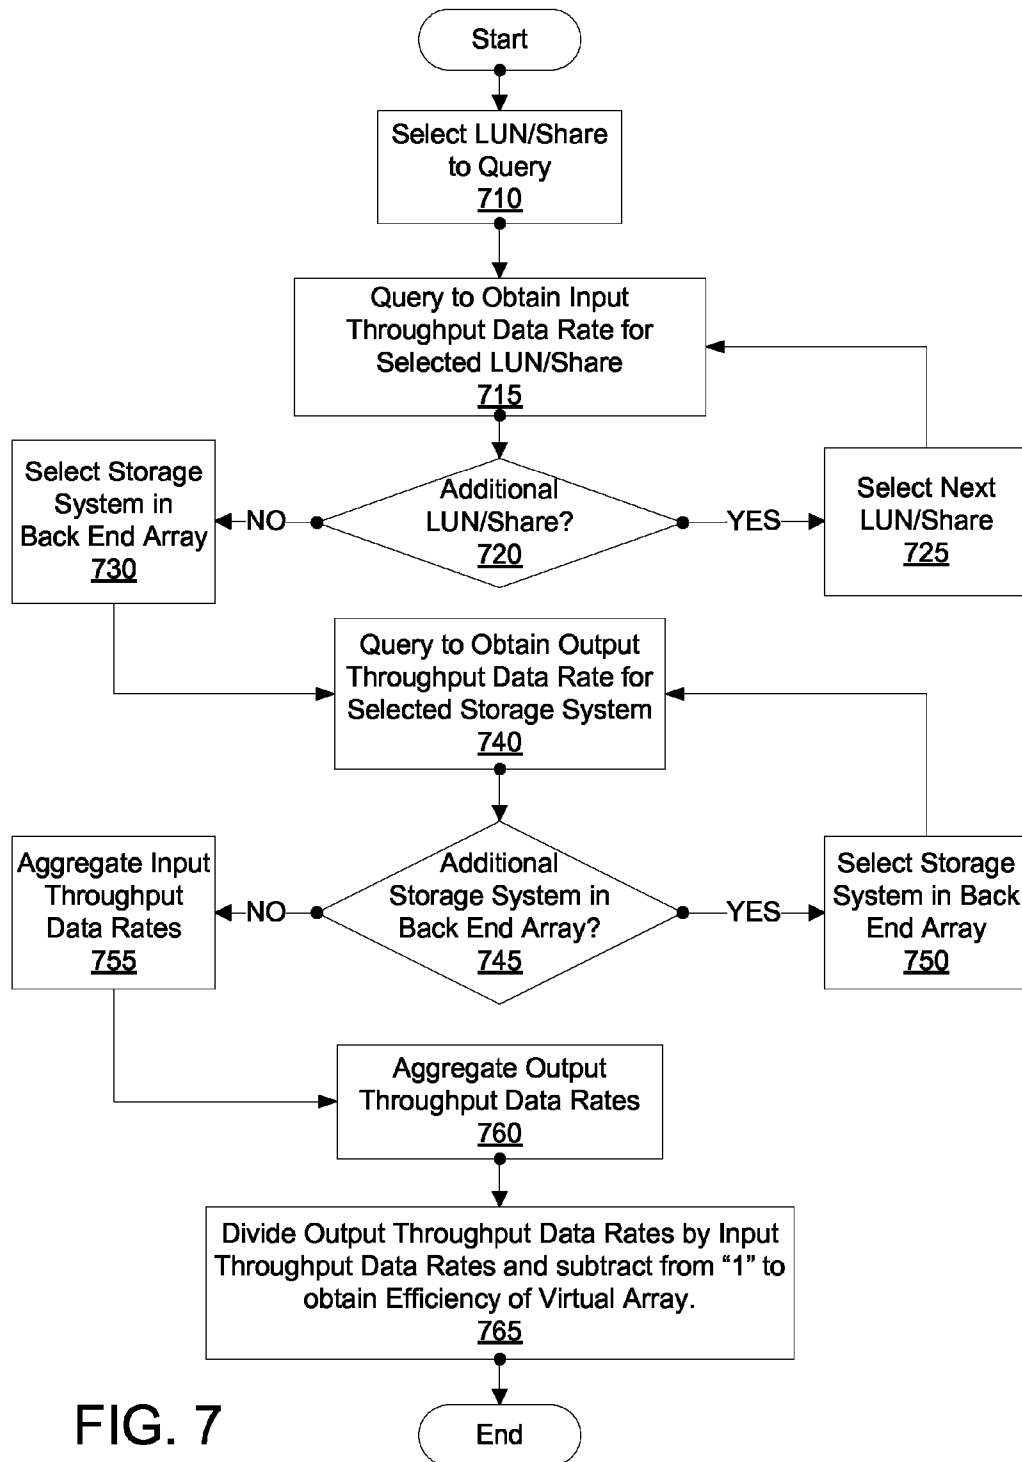 Start
Select LUN/Share
to Query
710
Query to Obtain Input
Throughput Data Rate for
Selected LUN/Share
715
Additional
LUN/Share?
720
NO
YES
Select Next
LUN/Share
725
Select Storage
System in
Back End Array
730
Query to Obtain Output
Throughput Data Rate for
Selected Storage System
740
Additional
Storage System in
Back End Array?
745
NO
YES
Select Storage
System in Back
End Array
750
Aggregate Input
Throughput
Data Rates
755
Aggregate Output
Throughput Data Rates
760
Divide Output Throughput Data Rates by Input
Throughput Data Rates and subtract from “1” to
obtain Efficiency of Virtual Array.
765
End
FIG. 7